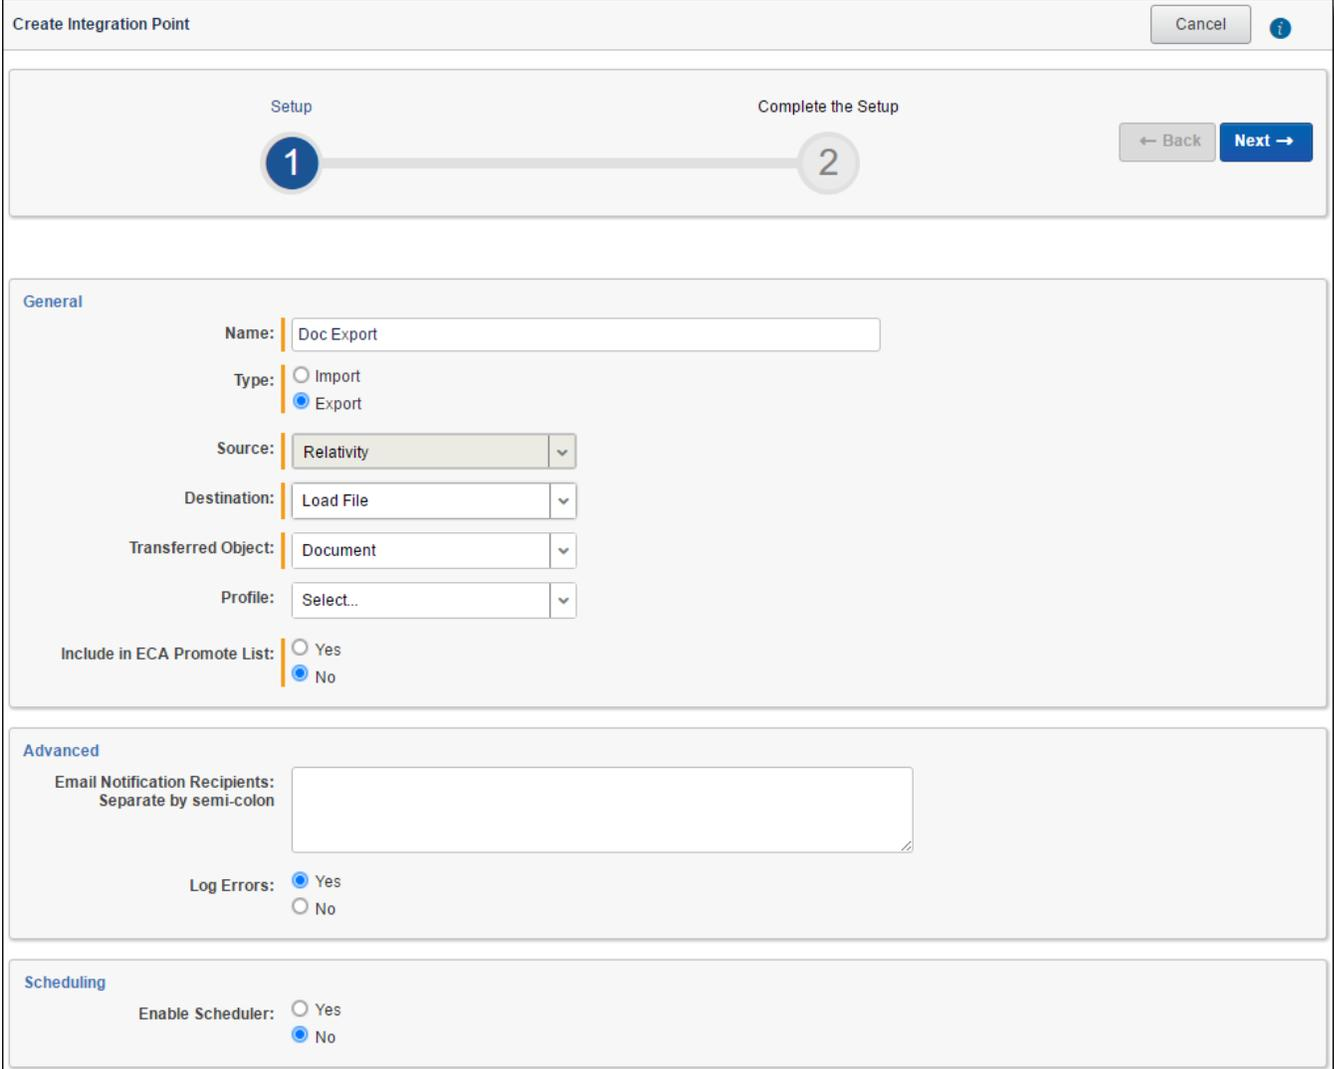 Create Integration Point
Cancel
i
Setup
Complete the Setup
1
2
← Back
Next →
General
Name:
Doc Export
Type:
Import
Export
Source:
Relativity
Destination:
Load File
Transferred Object:
Document
Profile:
Select...
Include in ECA Promote List:
Yes
No
Advanced
Email Notification Recipients:
Separate by semi-colon
Log Errors:
Yes
No
Scheduling
Enable Scheduler:
Yes
No